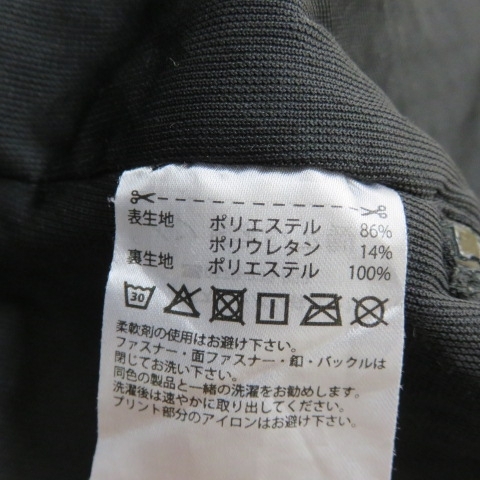 表生地 ポリエステル 86%
ポリウレタン 14%
裏生地 ポリエステル 100%
30
柔軟剤の使用はお避け下さい。
ファスナー・面ファスナー・釦・バックルは
閉じてお洗い下さい。
同色の製品と一緒の洗濯をお勧めします。
洗濯後は速やかに取り出してください。
プリント部分のアイロンはお避け下さい。